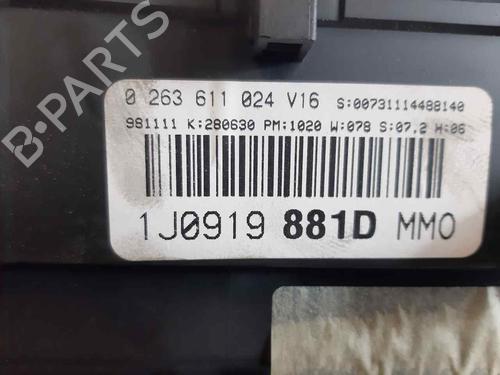 0 263 611 024 V16 S:00731114488140
981111 K:280630 PM:1020 W:078 S:07.2 H:06
1J0919 881D MMO
B-PARTS